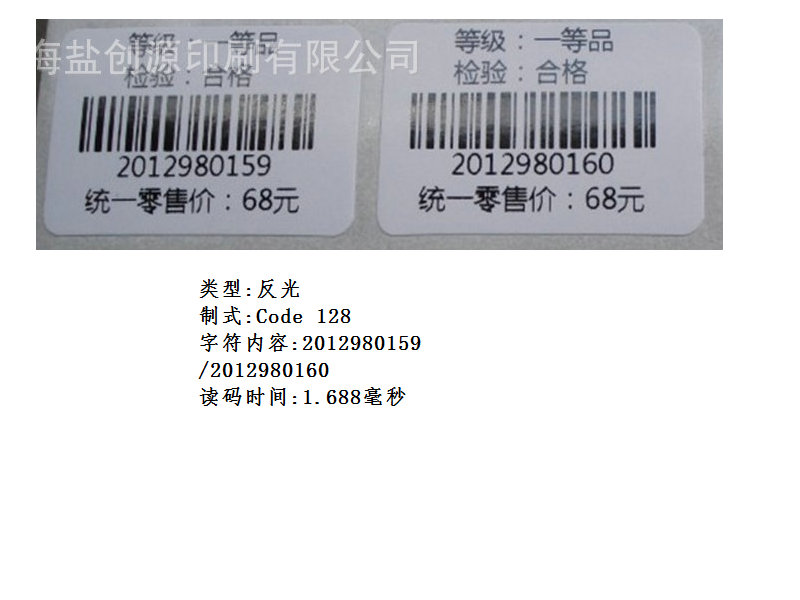 海盐创源印刷有限公司
等级：一等品
检验：合格
2012980159
统一零售价：68元
等级：一等品
检验：合格
2012980160
统一零售价：68元
类型:反光
制式:Code 128
字符内容:2012980159
/2012980160
读码时间:1.688毫秒